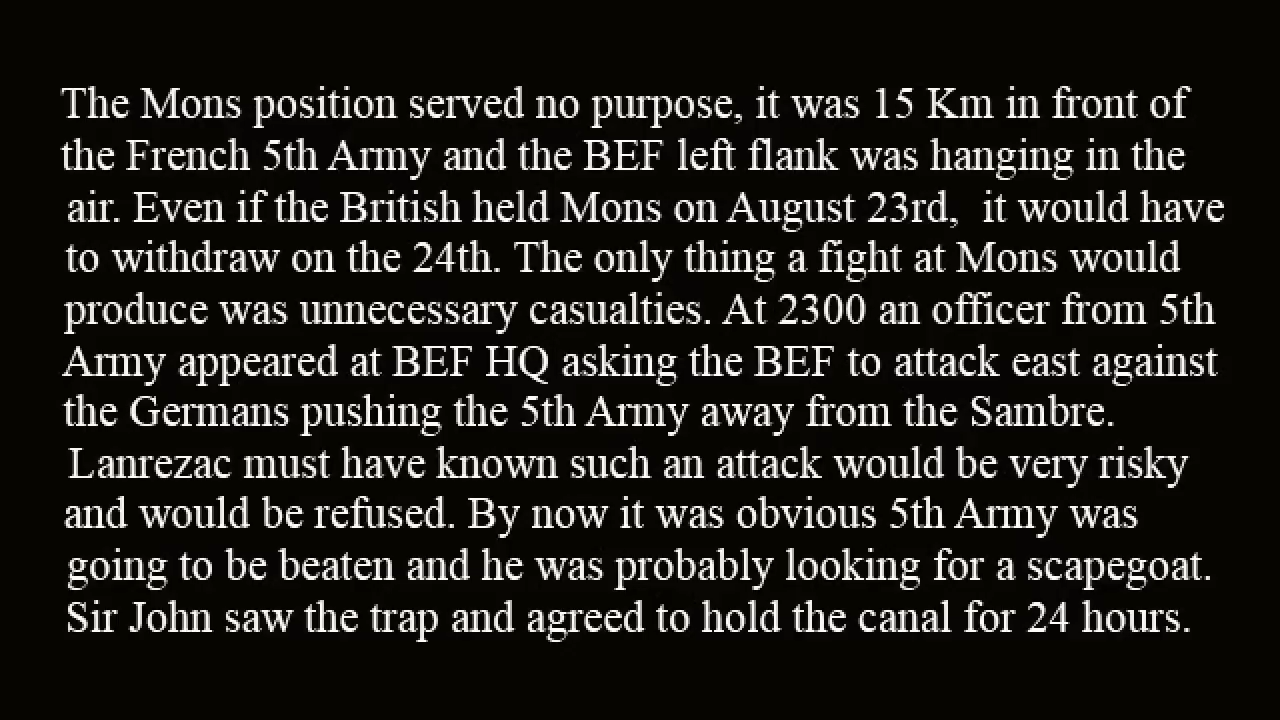 The Mons position served no purpose, it was 15 Km in front of
the French 5th Army and the BEF left flank was hanging in the
air. Even if the British held Mons on August 23rd,  it would have
to withdraw on the 24th. The only thing a fight at Mons would
produce was unnecessary casualties. At 2300 an officer from 5th
Army appeared at BEF HQ asking the BEF to attack east against
the Germans pushing the 5th Army away from the Sambre.
Lanrezac must have known such an attack would be very risky
and would be refused. By now it was obvious 5th Army was
going to be beaten and he was probably looking for a scapegoat.
Sir John saw the trap and agreed to hold the canal for 24 hours.